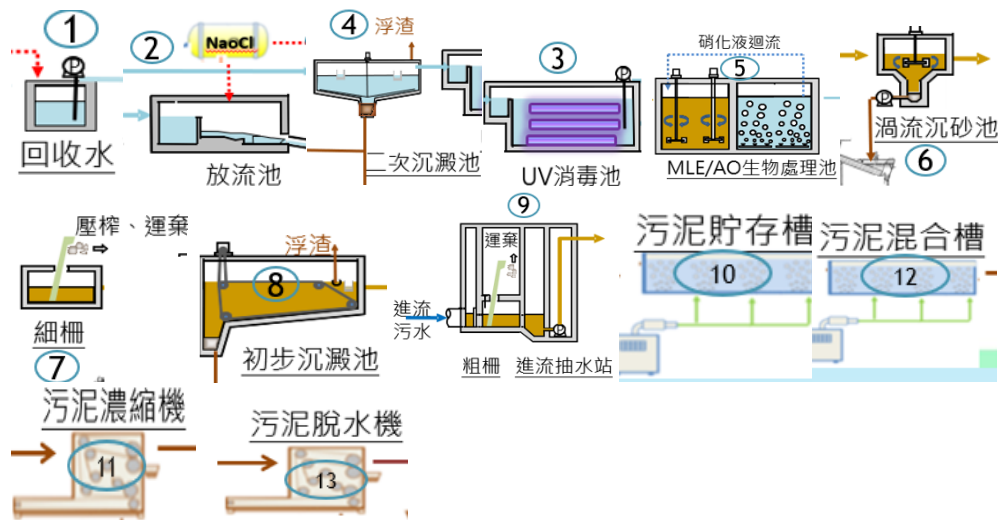 1
回收水
2
NaoCl
放流池
4
浮渣
二次沉澱池
3
P
UV消毒池
硝化液迴流
5
MLE/AO生物處理池
P
渦流沉砂池
6
壓榨、運棄
細柵
7
浮渣
8
初步沉澱池
9
運棄
進流
污水
P
粗柵
進流抽水站
污泥貯存槽
10
污泥混合槽
12
污泥濃縮機
11
污泥脫水機
13